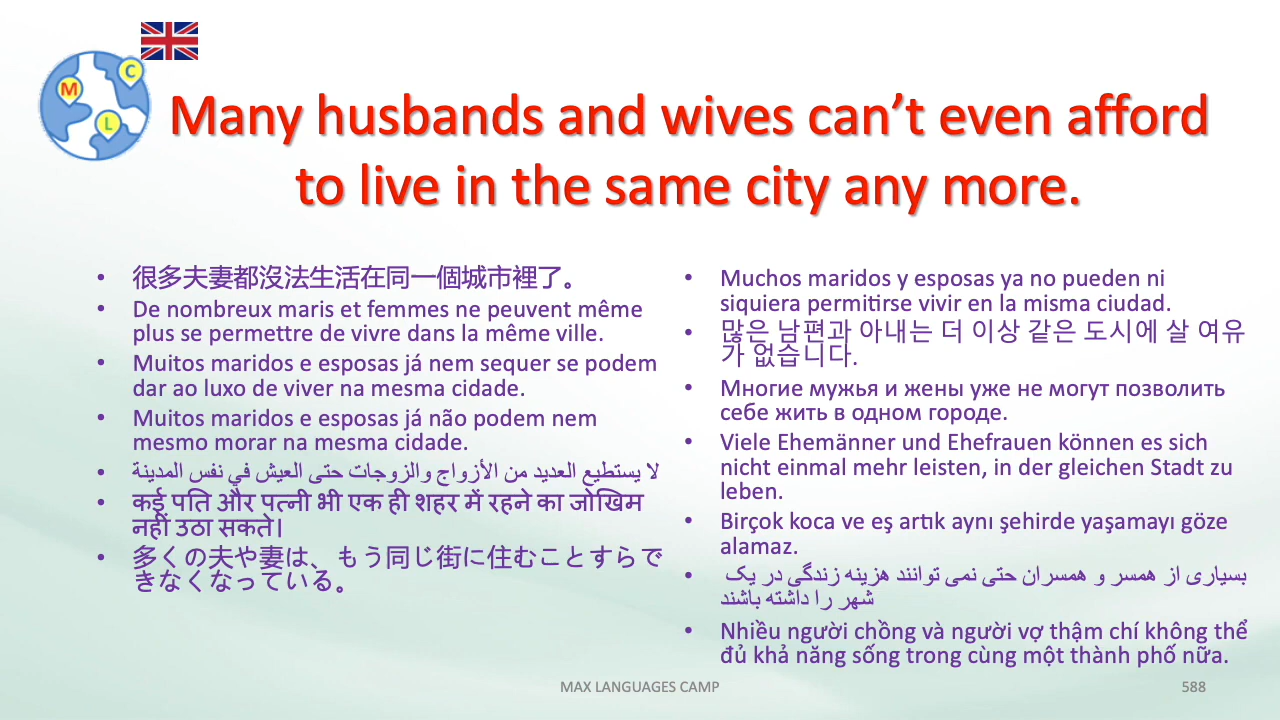 M
C
L
Many husbands and wives can’t even afford
to live in the same city any more.
• 很多夫妻都沒法生活在同一個城市裡了。
• De nombreux maris et femmes ne peuvent même
plus se permettre de vivre dans la même ville.
• Muitos maridos e esposas já nem sequer se podem
dar ao luxo de viver na mesma cidade.
• Muitos maridos e esposas já não podem nem
mesmo morar na mesma cidade.
• لا يستطيع العديد من الأزواج والزوجات حتى العيش في نفس المدينة
• कई पति और पत्नी भी एक ही शहर में रहने का जोखिम
नहीं उठा सकते।
• 多くの夫や妻は、もう同じ街に住むことすらで
きなくなっている。
• Muchos maridos y esposas ya no pueden ni
siquiera permitirse vivir en la misma ciudad.
• 많은 남편과 아내는 더 이상 같은 도시에 살 여유
가 없습니다.
• Многие мужья и жены уже не могут позволить
себе жить в одном городе.
• Viele Ehemänner und Ehefrauen können es sich
nicht einmal mehr leisten, in der gleichen Stadt zu
leben.
• Birçok koca ve eş artık aynı şehirde yaşamayı göze
alamaz.
• بسیاری از همسر و همسران حتی نمی توانند هزینه زندگی در یک
شهر را داشته باشند
• Nhiều người chồng và người vợ thậm chí không thể
đủ khả năng sống trong cùng một thành phố nữa.
MAX LANGUAGES CAMP
588